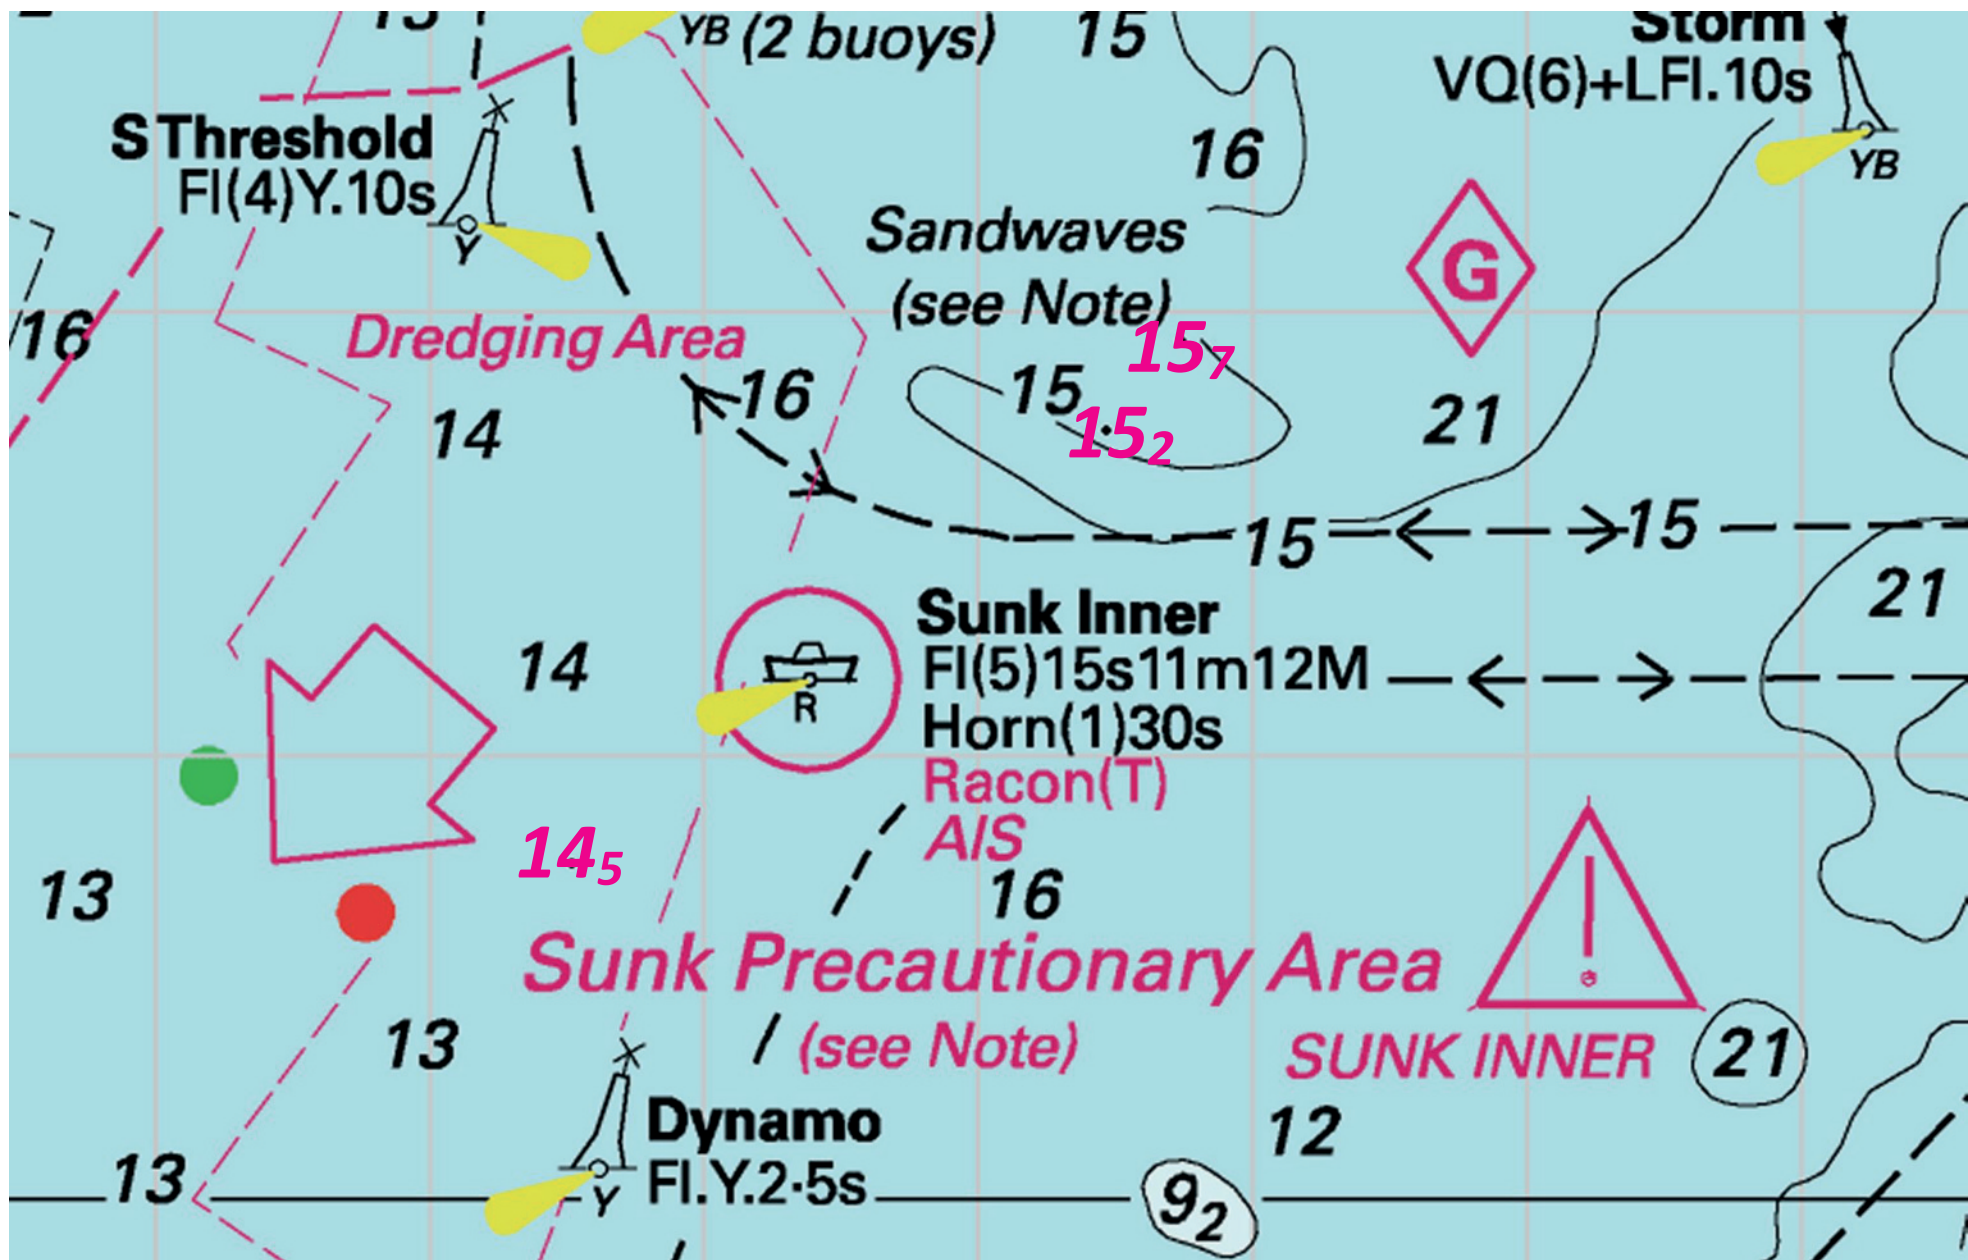 13
YB (2 buoys)
15
Storm
VQ(6)+LFl.10s
YB
S Threshold
Fl(4)Y.10s
Y
16
Sandwaves
(see Note)
G
16
Dredging Area
15₇
16
15
15₂
21
14
15
15
21
14
Sunk Inner
Fl(5)15s11m12M
Horn(1)30s
Racon(T)
AIS
R
14₅
13
16
Sunk Precautionary Area
(see Note)
!
SUNK INNER
21
13
12
13
Dynamo
Fl.Y.2·5s
Y
9₂